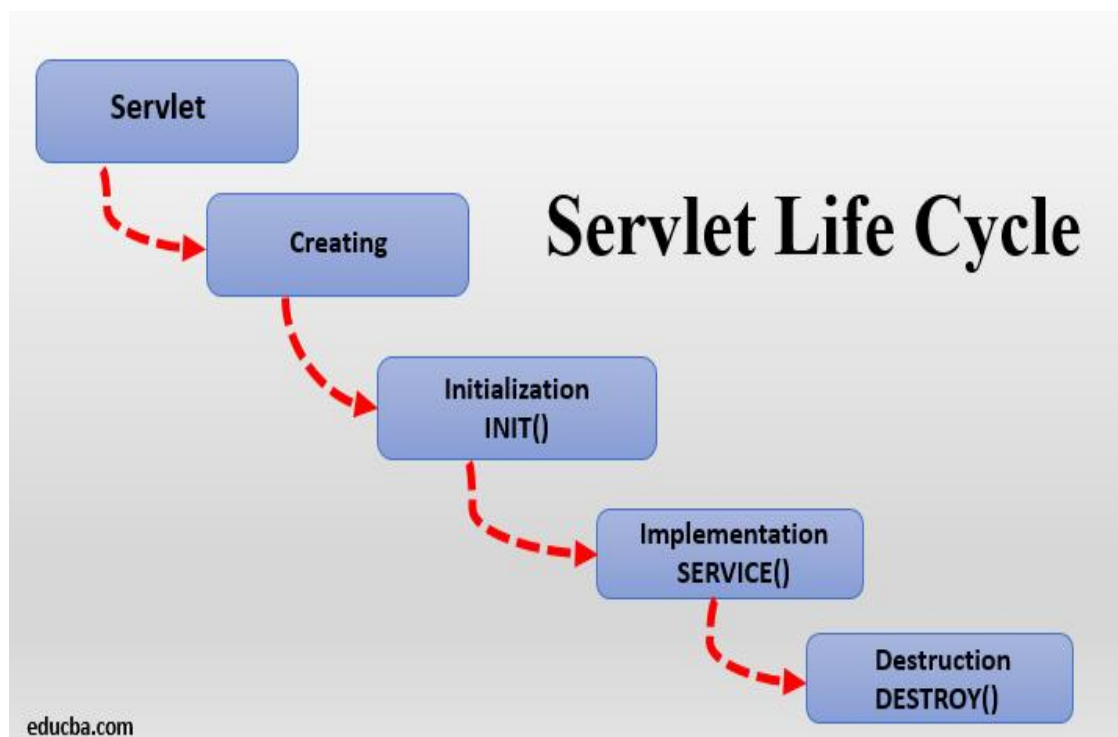 Servlet
Creating
Servlet Life Cycle
Initialization
INIT()
Implementation
SERVICE()
Destruction
DESTROY()
educba.com